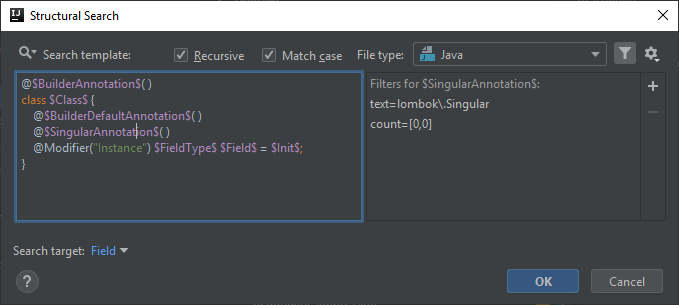 Structural Search
Search template:
Recursive
Match case
File type:
Java
@$BuilderAnnotation$( )
class $Class$ {
@$BuilderDefaultAnnotation$( )
@$SingularAnnotation$( )
@Modifier("Instance") $FieldType$ $Field$ = $Init$;
}
Filters for $SingularAnnotation$:
text=lombok\.Singular
count=[0,0]
Search target: Field
?
OK
Cancel